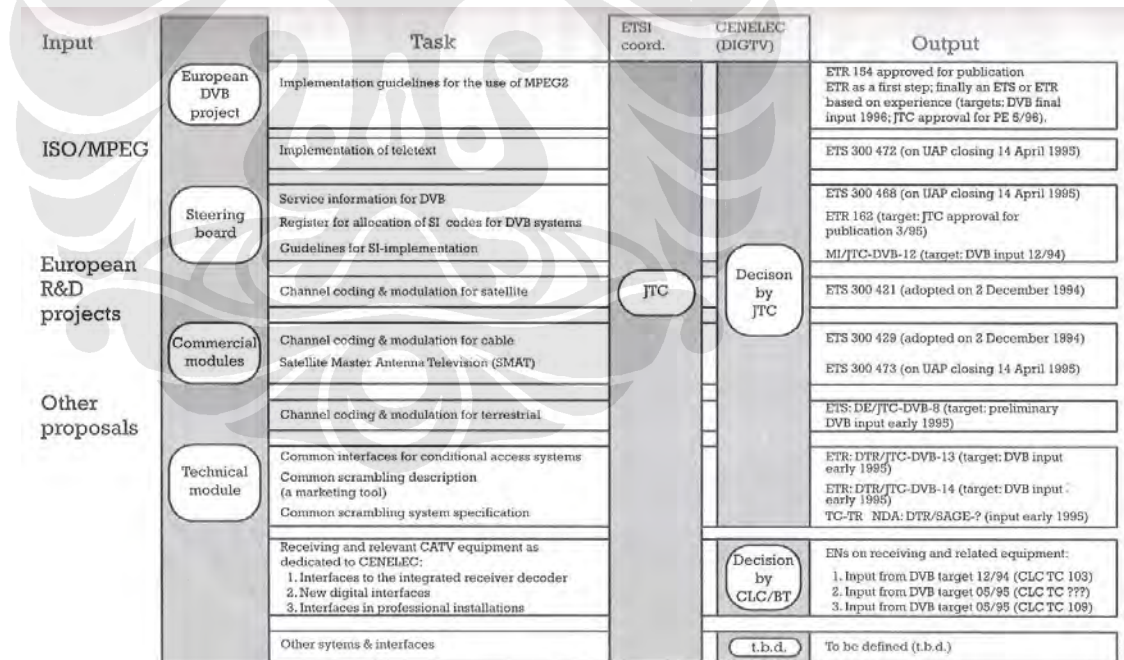 Input
Task
ETSI
coord.
CENELEC
(DIGTV)
Output
European
DVB
project
Implementation guidelines for the use of MPEG2
ETR 154 approved for publication
ETR as a first step; finally an ETS or ETR
based on experience (targets: DVB final
input 1996; JTC approval for PE 5/96).
ISO/MPEG
Implementation of teletext
ETS 300 472 (on UAP closing 14 April 1995)
Steering
board
Service information for DVB
Register for allocation of SI codes for DVB systems
Guidelines for SI-implementation
ETS 300 468 (on UAP closing 14 April 1995)
ETR 162 (target: JTC approval for
publication 3/95)
MI/JTC-DVB-12 (target: DVB input 12/94)
European
R&D
projects
Channel coding & modulation for satellite
JTC
Decison
by
JTC
ETS 300 421 (adopted on 2 December 1994)
Commercial
modules
Channel coding & modulation for cable
Satellite Master Antenna Television (SMAT)
ETS 300 429 (adopted on 2 December 1994)
ETS 300 473 (on UAP closing 14 April 1995)
Other
proposals
Channel coding & modulation for terrestrial
ETS: DE/JTC-DVB-8 (target: preliminary
DVB input early 1995)
Technical
module
Common interfaces for conditional access systems
Common scrambling description
(a marketing tool)
Common scrambling system specification
ETR: DTR/JTC-DVB-13 (target: DVB input
early 1995)
ETR: DTR/JTC-DVB-14 (target: DVB input
early 1995)
TC-TR NDA: DTR/SAGE-? (input early 1995)
Receiving and relevant CATV equipment as
dedicated to CENELEC:
1. Interfaces to the integrated receiver decoder
2. New digital interfaces
3. Interfaces in professional installations
Decision
by
CLC/BT
ENs on receiving and related equipment:
1. Input from DVB target 12/94 (CLC TC 103)
2. Input from DVB target 05/95 (CLC TC ???)
3. Input from DVB target 05/95 (CLC TC 109)
Other sytems & interfaces
t.b.d.
To be defined (t.b.d.)